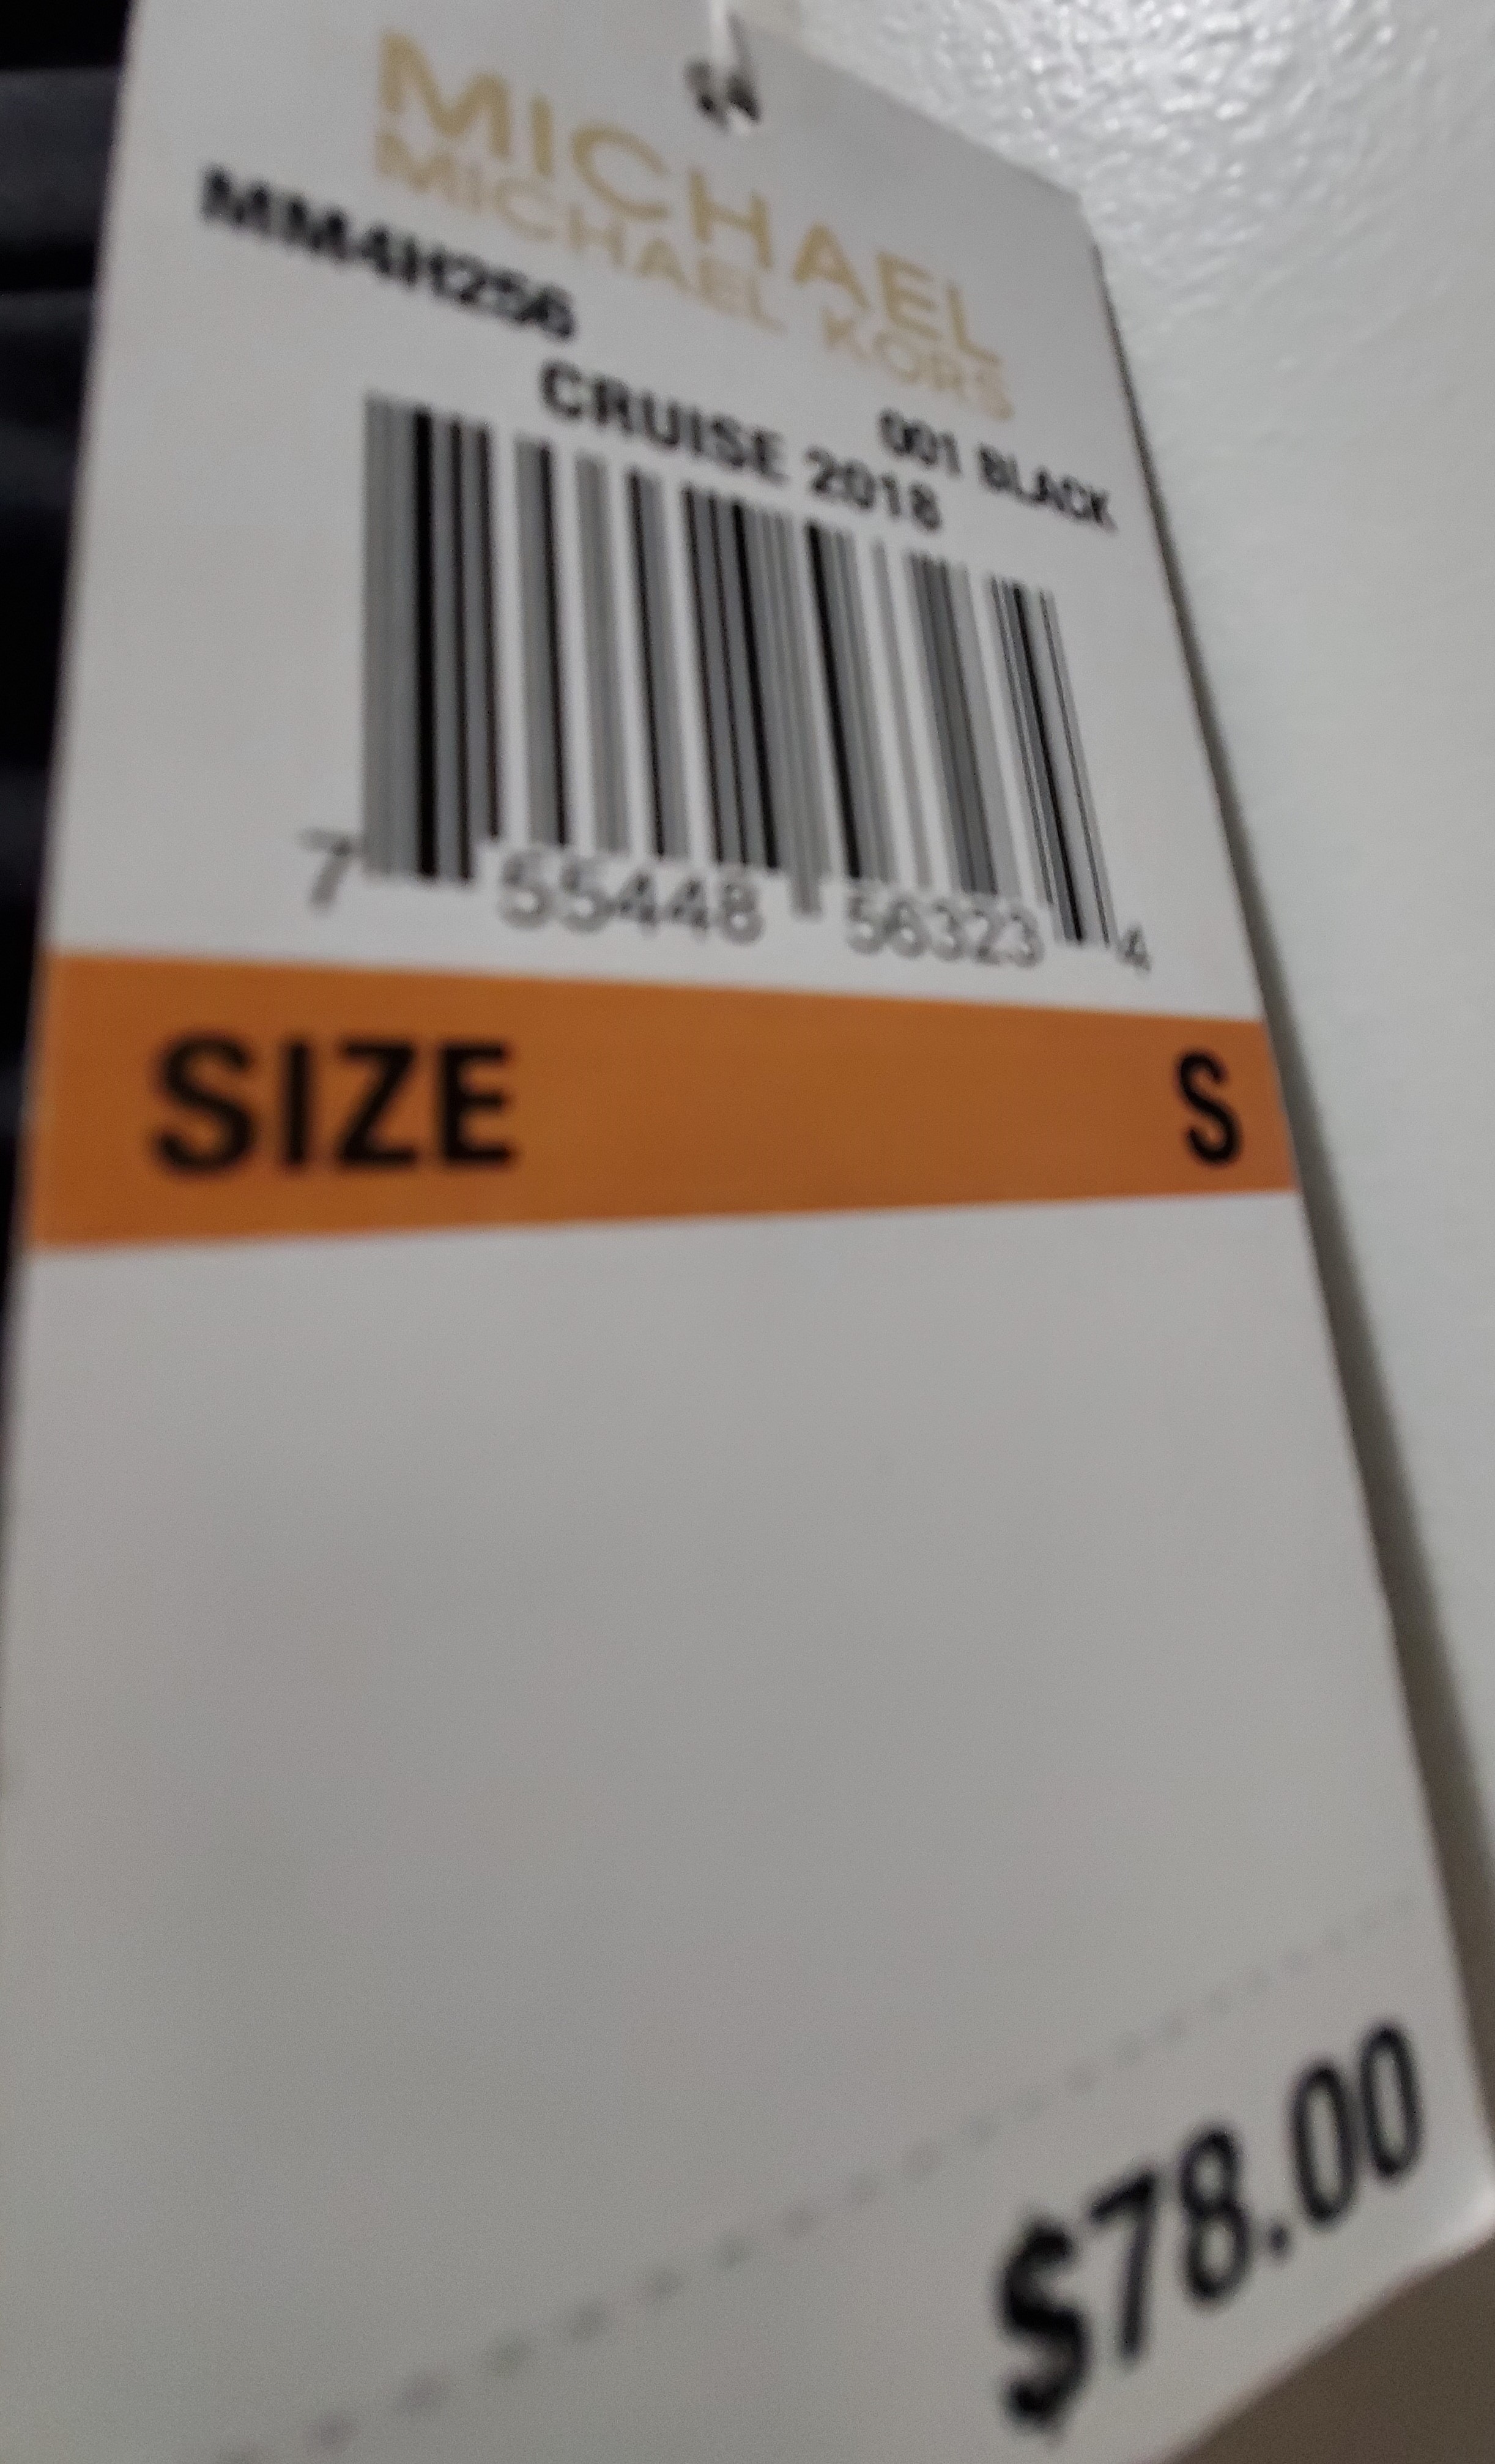 MICHAEL
MICHAEL KORS
MM4H256
001 BLACK
CRUISE 2018
7 55448 56323 4
SIZE S
$78.00